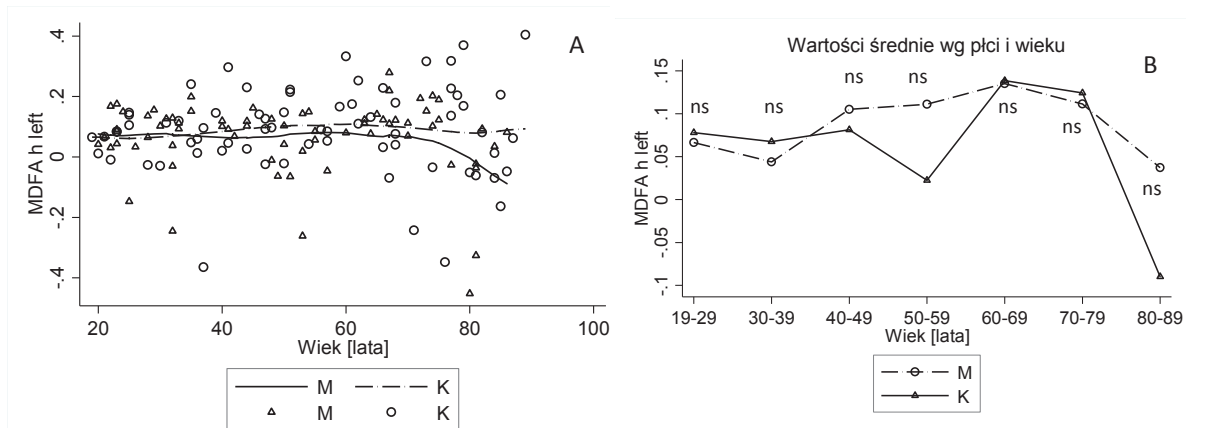 A
MDFA h left
.4
.2
0
-.2
-.4
20 40 60 80 100
Wiek [lata]
M K
M K
Wartości średnie wg płci i wieku
B
MDFA h left
.15
.1
.05
0
-.05
-.1
ns ns ns ns ns ns ns
19-29 30-39 40-49 50-59 60-69 70-79 80-89
Wiek [lata]
M
K